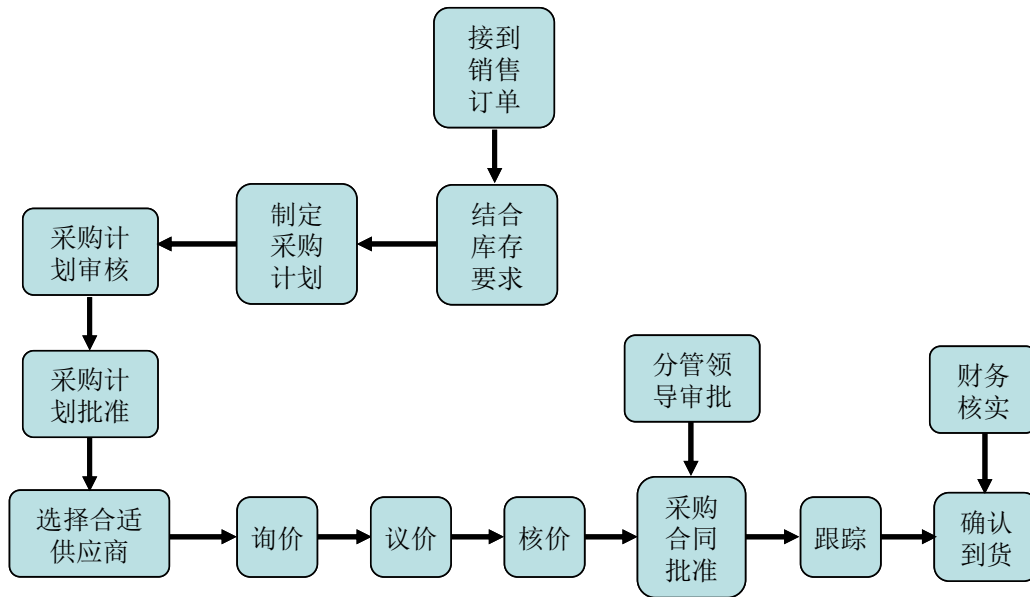 接到
销售
订单
结合
库存
要求
制定
采购
计划
采购计
划审核
采购计
划批准
选择合适
供应商
询价
议价
核价
分管领
导审批
采购
合同
批准
跟踪
财务
核实
确认
到货